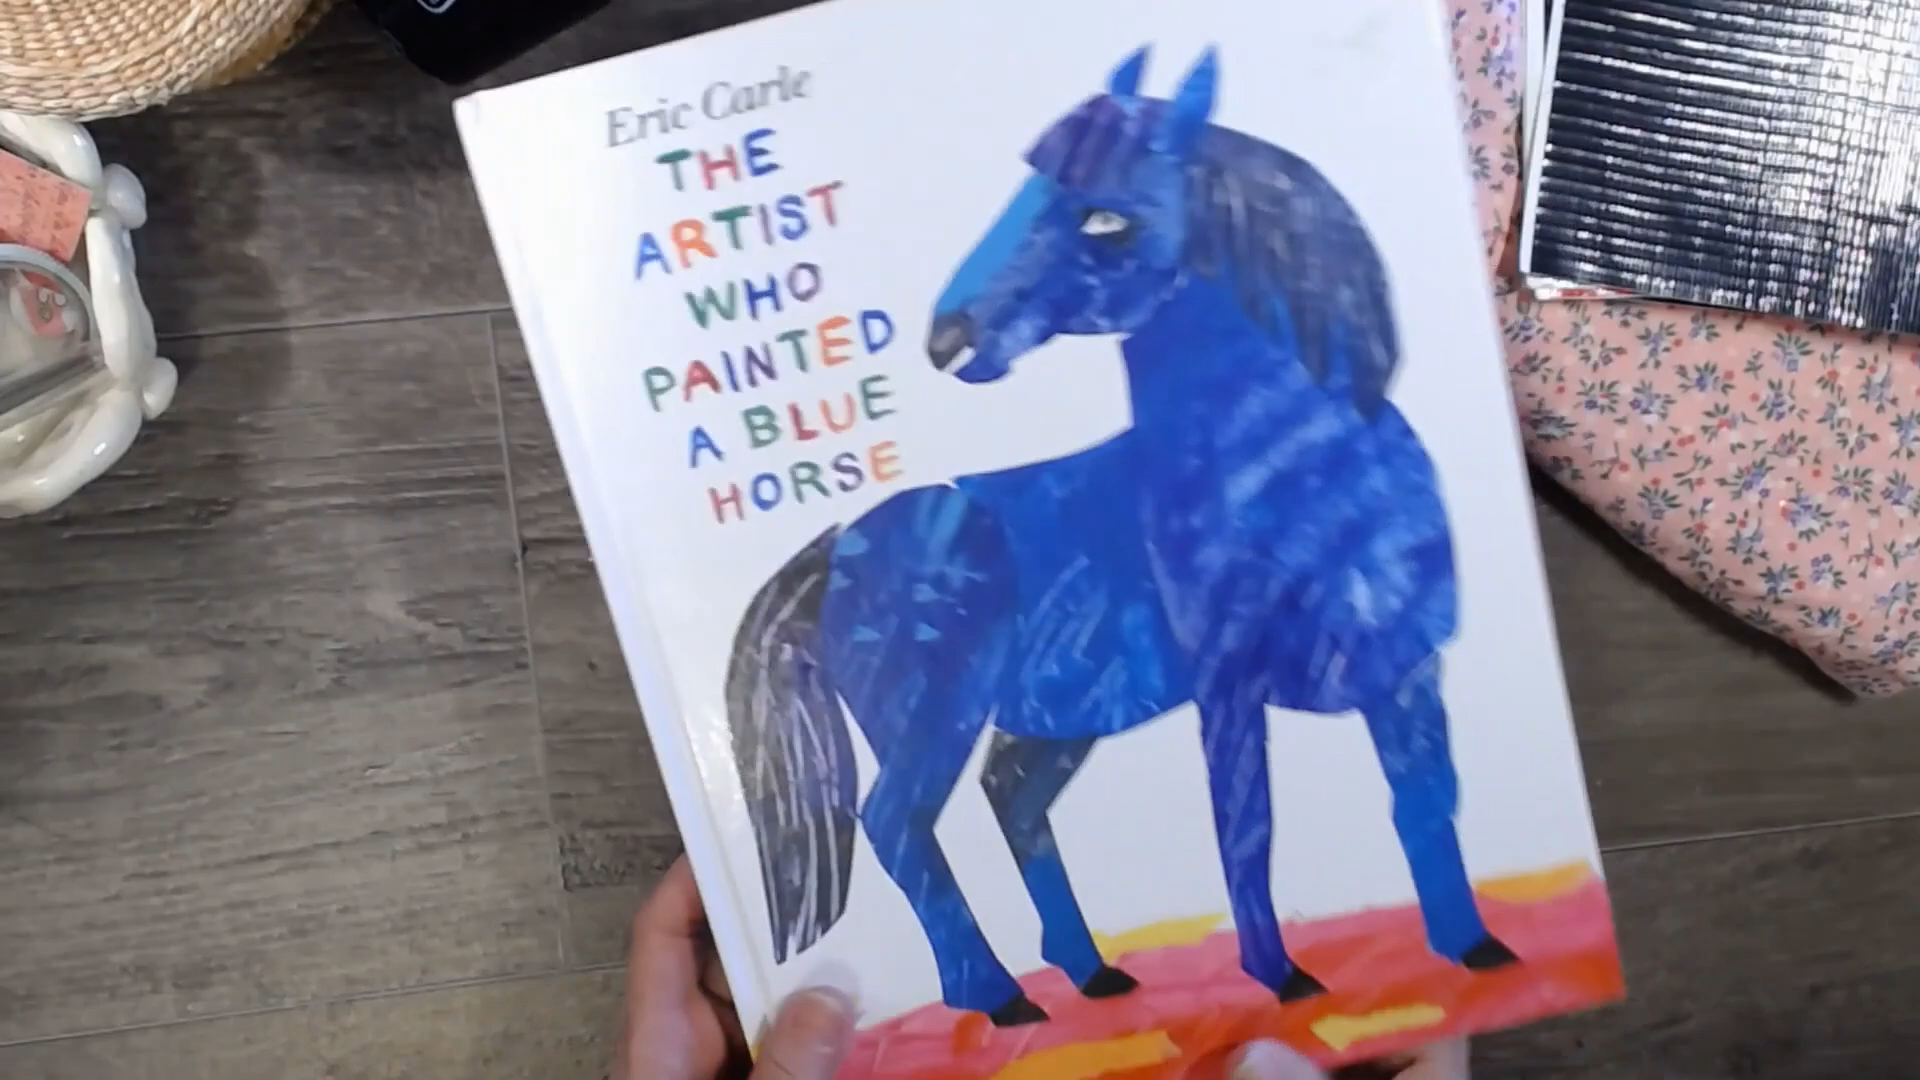 Eric Carle
THE
ARTIST
WHO
PAINTED
A BLUE
HORSE